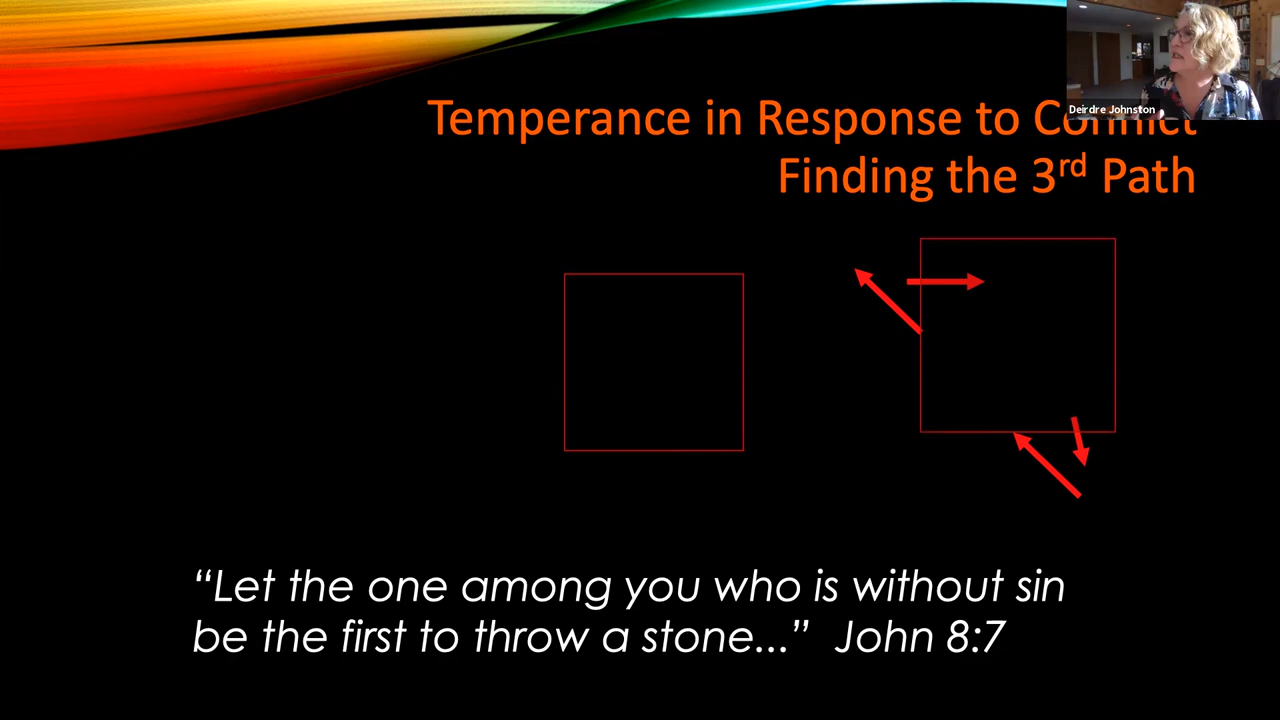 Deirdre Johnston
Temperance in Response to Conflict
Finding the 3rd Path
“Let the one among you who is without sin
be the first to throw a stone...” John 8:7